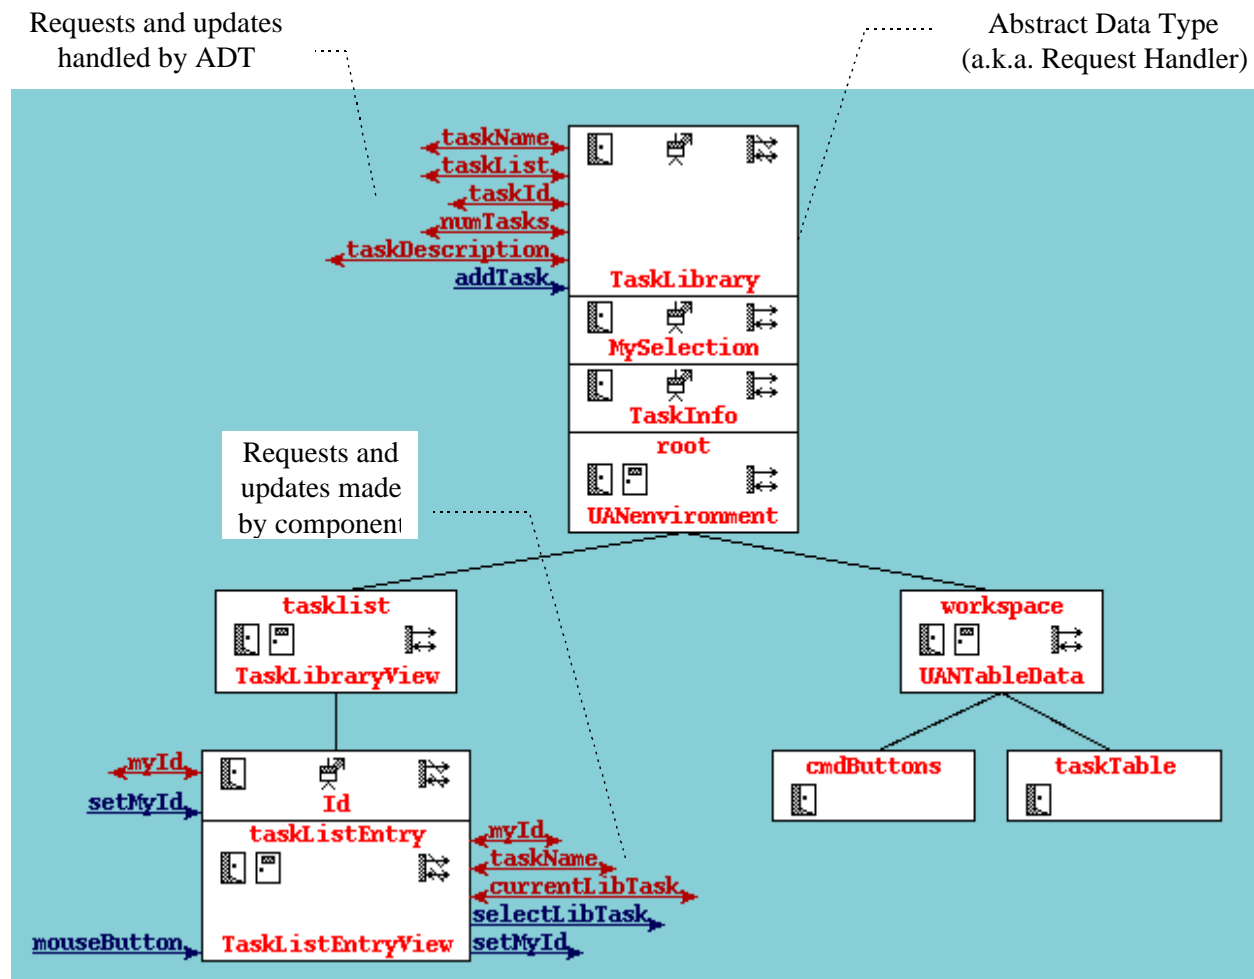 Requests and updates
handled by ADT
Abstract Data Type
(a.k.a. Request Handler)
taskName
taskList
taskId
numTasks
taskDescription
addTask
TaskLibrary
MySelection
TaskInfo
root
UANenvironment
Requests and
updates made
by component
tasklist
TaskLibraryView
workspace
UANTableData
myId
setMyId
Id
cmdButtons
taskTable
taskListEntry
myId
taskName
currentLibTask
selectLibTask
mouseButton
TaskListEntryView
setMyId